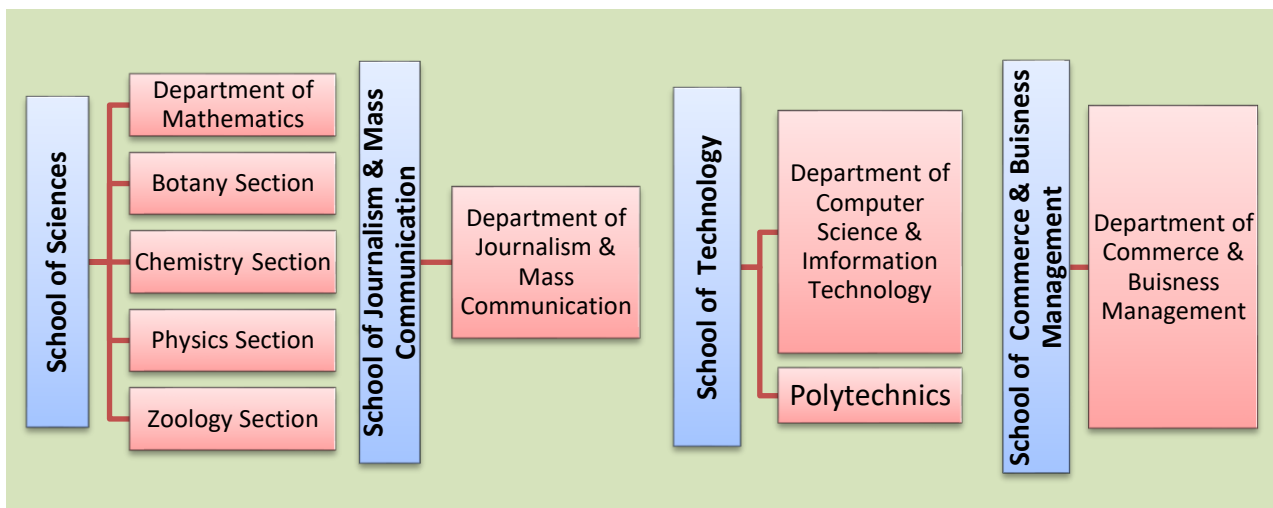 School of Sciences
Department of
Mathematics
Botany Section
Chemistry Section
Physics Section
Zoology Section
School of Journalism & Mass
Communication
Department of
Journalism &
Mass
Communication
School of Technology
Department of
Computer
Science &
Imformation
Technology
Polytechnics
School of Commerce & Buisness
Management
Department of
Commerce &
Buisness
Management